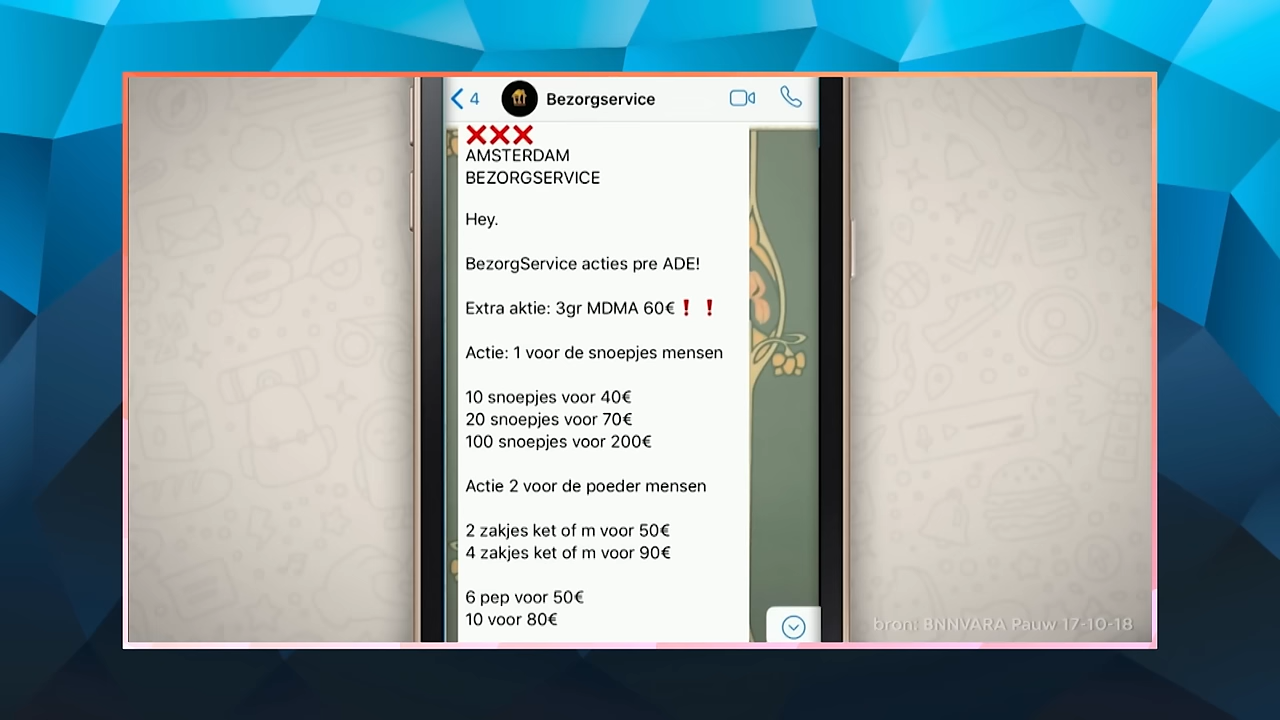 4 Bezorgservice
❌❌❌
AMSTERDAM
BEZORGSERVICE
Hey.
BezorgService acties pre ADE!
Extra aktie: 3gr MDMA 60€❗❗
Actie: 1 voor de snoepjes mensen
10 snoepjes voor 40€
20 snoepjes voor 70€
100 snoepjes voor 200€
Actie 2 voor de poeder mensen
2 zakjes ket of m voor 50€
4 zakjes ket of m voor 90€
6 pep voor 50€
10 voor 80€
bron: BNNVARA Pauw 17-10-18